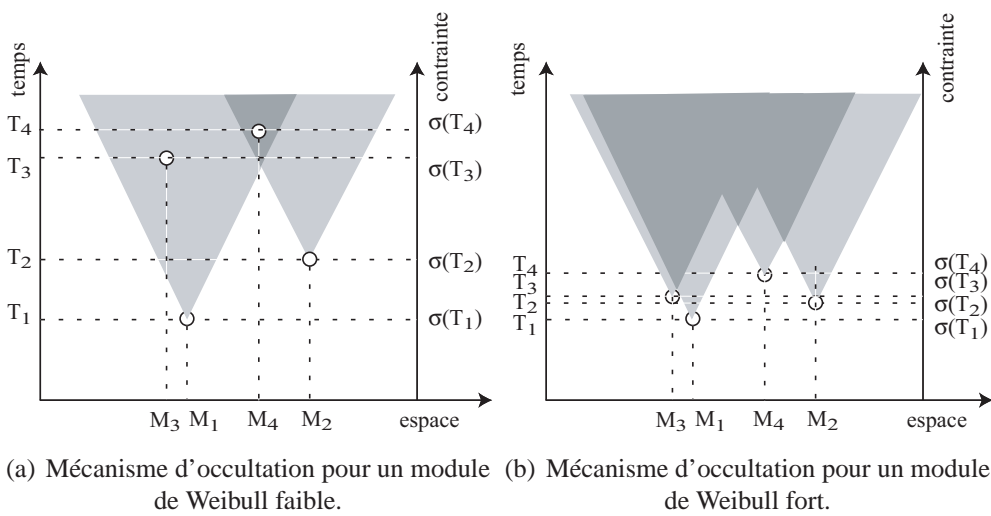 temps
contrainte
T4
T3
T2
T1
σ(T4)
σ(T3)
σ(T2)
σ(T1)
M3 M1 M4 M2 espace
(a) Mécanisme d'occultation pour un module
de Weibull faible.
temps
contrainte
T4
T3
T2
T1
σ(T4)
σ(T3)
σ(T2)
σ(T1)
M3 M1 M4 M2 espace
(b) Mécanisme d'occultation pour un module
de Weibull fort.